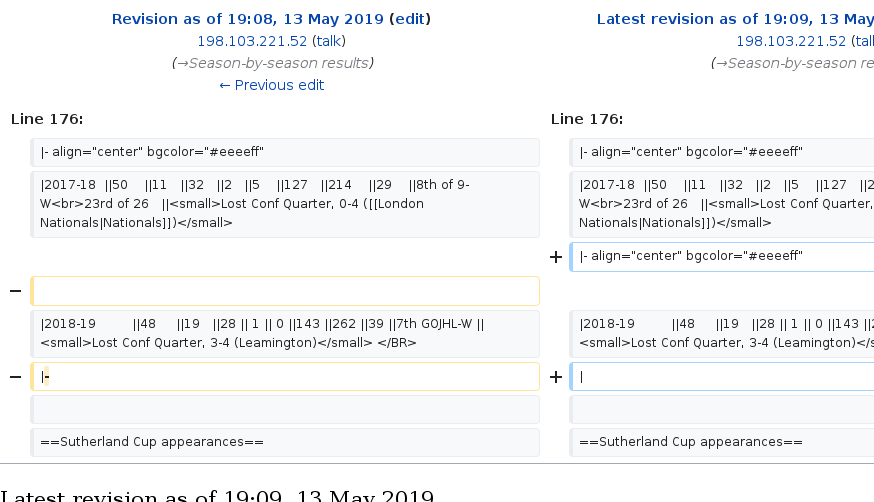 Revision as of 19:08, 13 May 2019 (edit)
198.103.221.52 (talk)
(→Season-by-season results)
← Previous edit
Latest revision as of 19:09, 13 May
198.103.221.52 (tal
(→Season-by-season re
Line 176:
Line 176:
|- align="center" bgcolor="#eeeeff"
|- align="center" bgcolor="#eeeeff"
|2017-18 ||50 ||11 ||32 ||2 ||5 ||127 ||214 ||29 ||8th of 9-
W<br>23rd of 26 ||<small>Lost Conf Quarter, 0-4 ([[London
Nationals|Nationals]])</small>
|2017-18 ||50 ||11 ||32 ||2 ||5 ||127 ||2
W<br>23rd of 26 ||<small>Lost Conf Quarter,
Nationals|Nationals]])</small>
+ |- align="center" bgcolor="#eeeeff"
−
|2018-19 ||48 ||19 ||28 || 1 || 0 ||143 ||262 ||39 ||7th GOJHL-W ||
<small>Lost Conf Quarter, 3-4 (Leamington)</small> </BR>
|2018-19 ||48 ||19 ||28 || 1 || 0 ||143 ||2
<small>Lost Conf Quarter, 3-4 (Leamington)</s
− |-
+ |
==Sutherland Cup appearances==
==Sutherland Cup appearances==
Latest revision as of 19:09, 13 May 2019